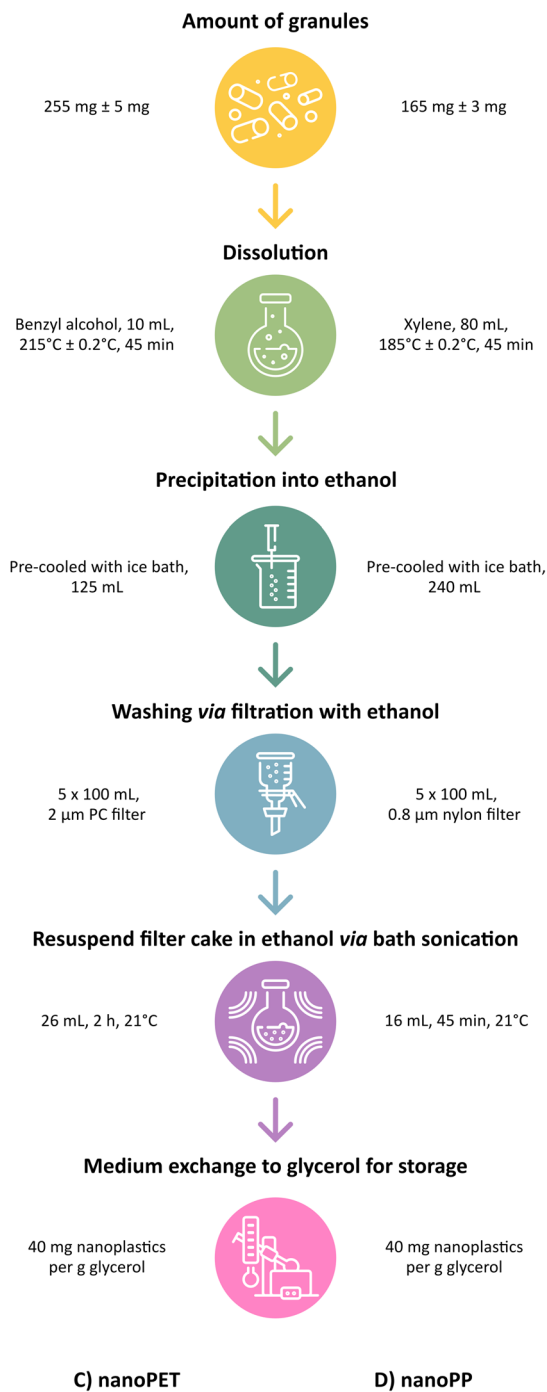 Amount of granules
255 mg ± 5 mg
165 mg ± 3 mg
Dissolution
Benzyl alcohol, 10 mL,
215°C ± 0.2°C, 45 min
Xylene, 80 mL,
185°C ± 0.2°C, 45 min
Precipitation into ethanol
Pre-cooled with ice bath,
125 mL
Pre-cooled with ice bath,
240 mL
Washing via filtration with ethanol
5 x 100 mL,
2 µm PC filter
5 x 100 mL,
0.8 µm nylon filter
Resuspend filter cake in ethanol via bath sonication
26 mL, 2 h, 21°C
16 mL, 45 min, 21°C
Medium exchange to glycerol for storage
40 mg nanoplastics
per g glycerol
40 mg nanoplastics
per g glycerol
C) nanoPET
D) nanoPP